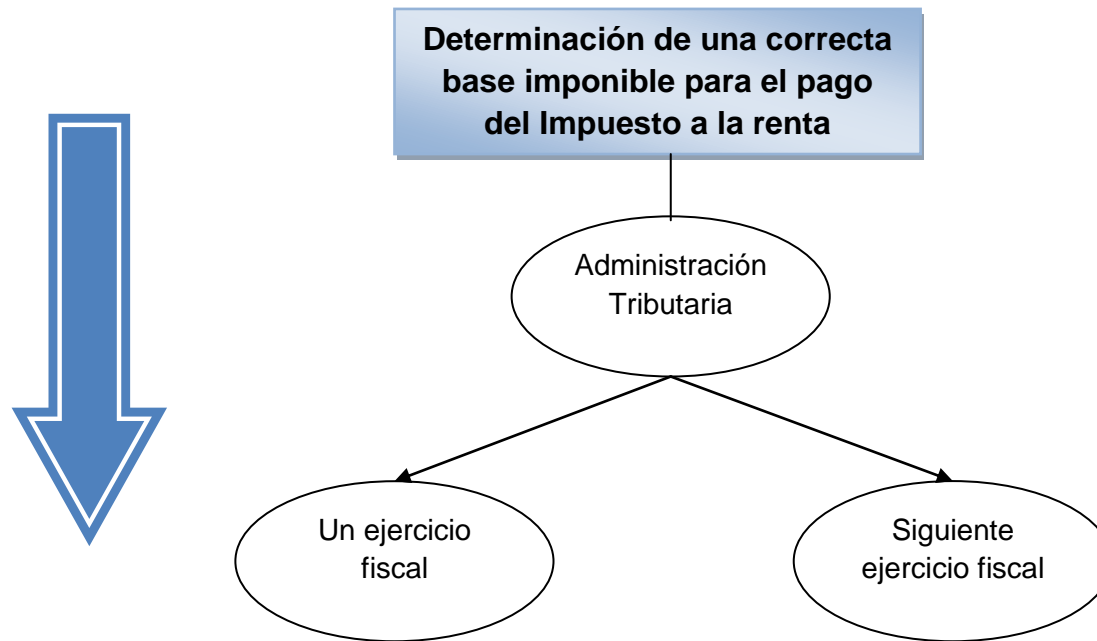 Determinación de una correcta
base imponible para el pago
del Impuesto a la renta
Administración
Tributaria
Un ejercicio
fiscal
Siguiente
ejercicio fiscal